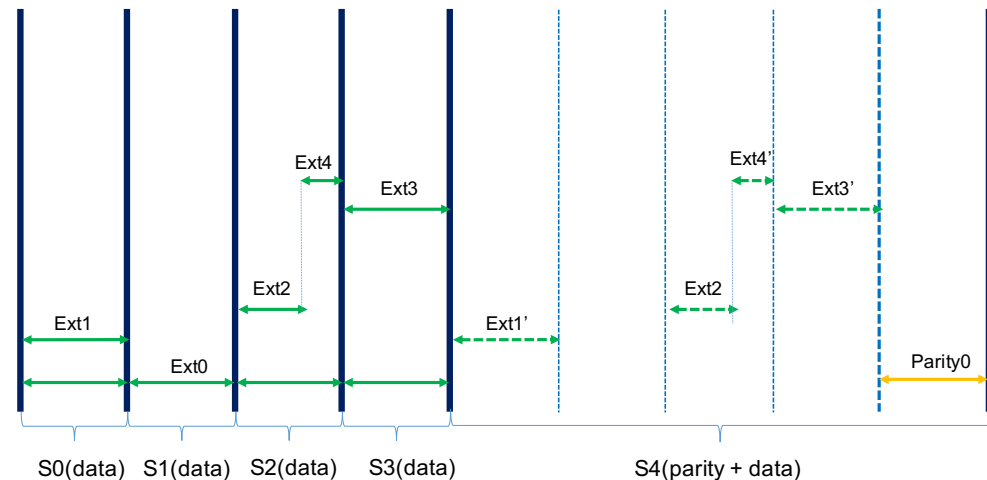 Ext4
Ext4’
Ext3
Ext3’
Ext2
Ext2
Ext1
Ext1’
Ext0
Parity0
S0(data)
S1(data)
S2(data)
S3(data)
S4(parity + data)